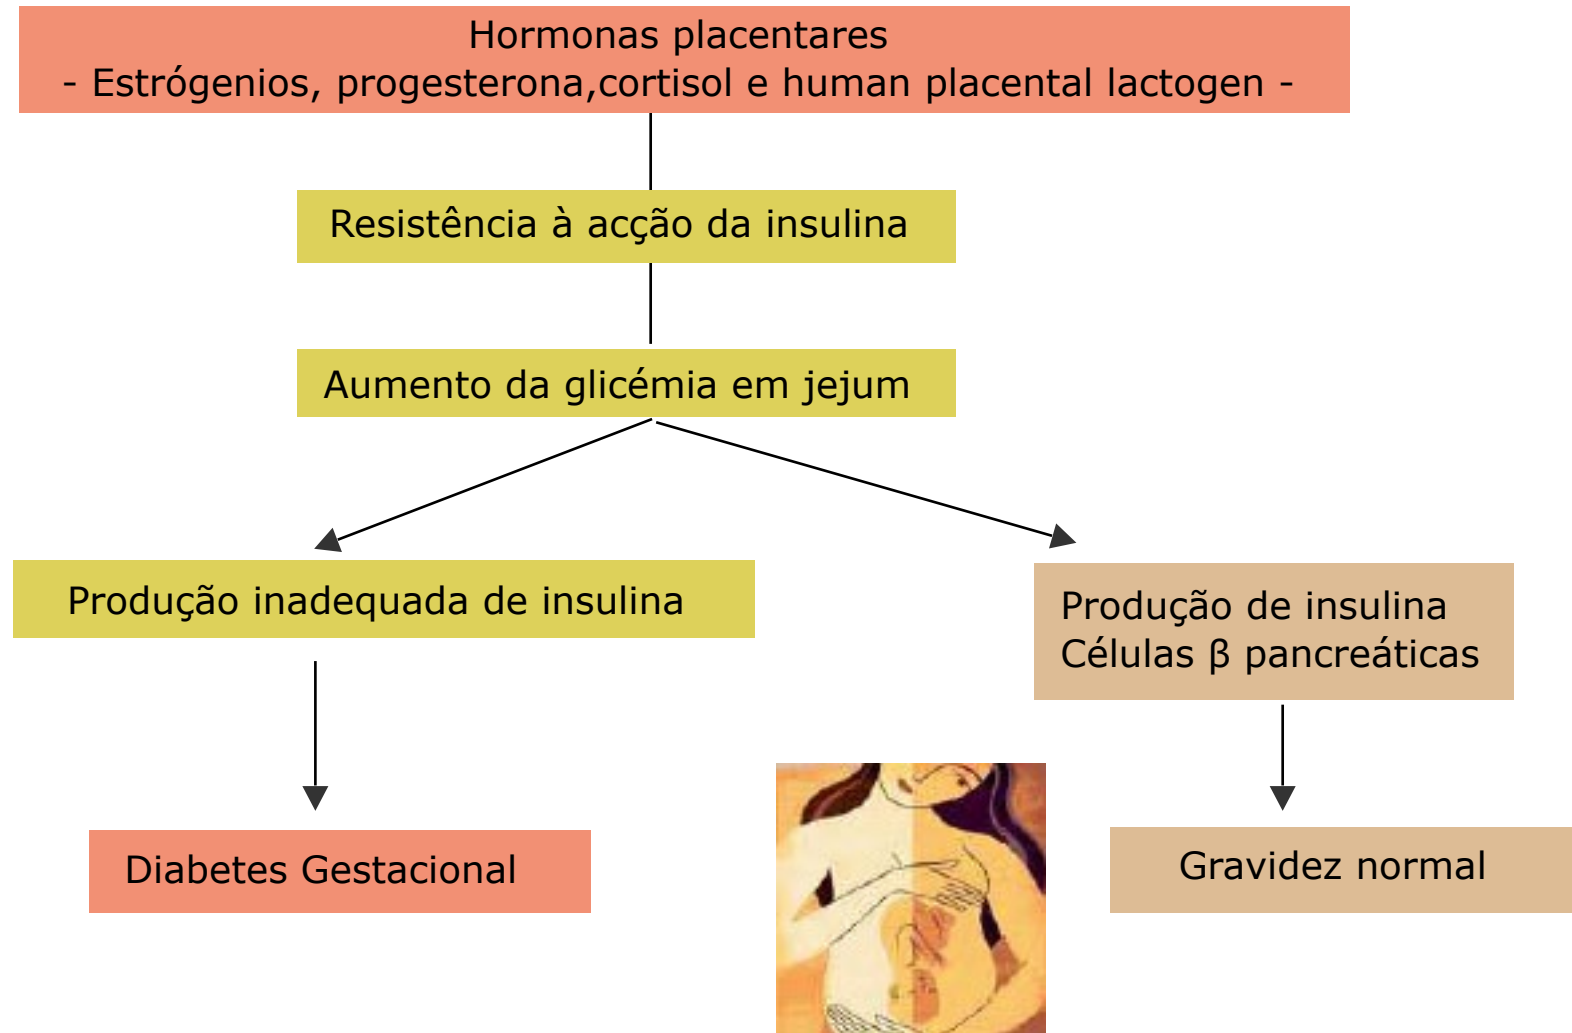 Hormonas placentares
- Estrógenios, progesterona,cortisol e human placental lactogen -
Resistência à acção da insulina
Aumento da glicémia em jejum
Produção inadequada de insulina
Produção de insulina
Células β pancreáticas
Diabetes Gestacional
Gravidez normal